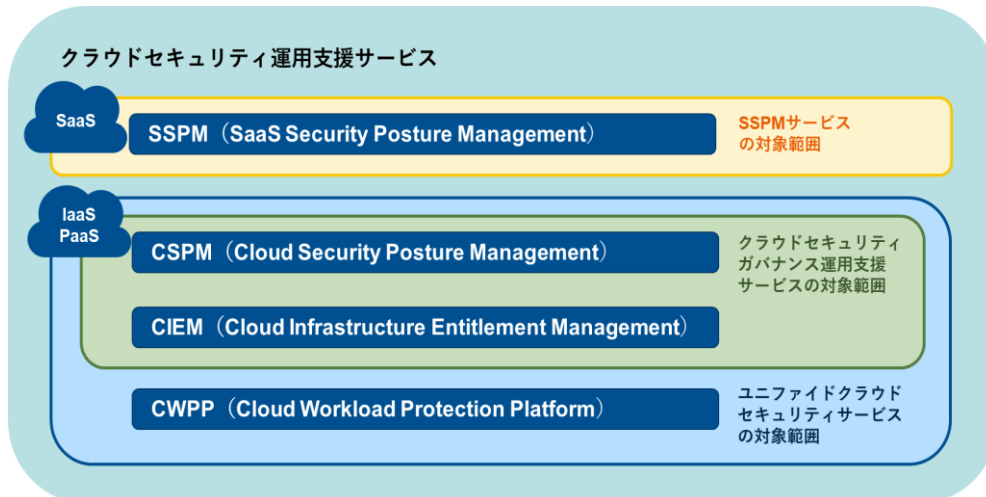 クラウドセキュリティ運用支援サービス
SaaS
SSPM（SaaS Security Posture Management）
SSPMサービス
の対象範囲
IaaS
PaaS
CSPM（Cloud Security Posture Management）
クラウドセキュリティ
ガバナンス運用支援
サービスの対象範囲
CIEM（Cloud Infrastructure Entitlement Management）
CWPP（Cloud Workload Protection Platform）
ユニファイドクラウド
セキュリティサービス
の対象範囲